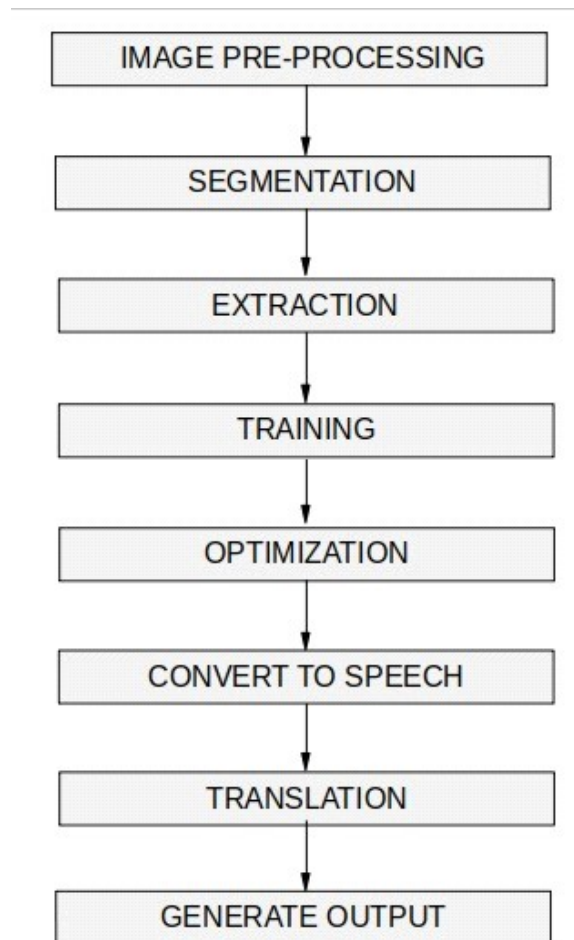 IMAGE PRE-PROCESSING
SEGMENTATION
EXTRACTION
TRAINING
OPTIMIZATION
CONVERT TO SPEECH
TRANSLATION
GENERATE OUTPUT